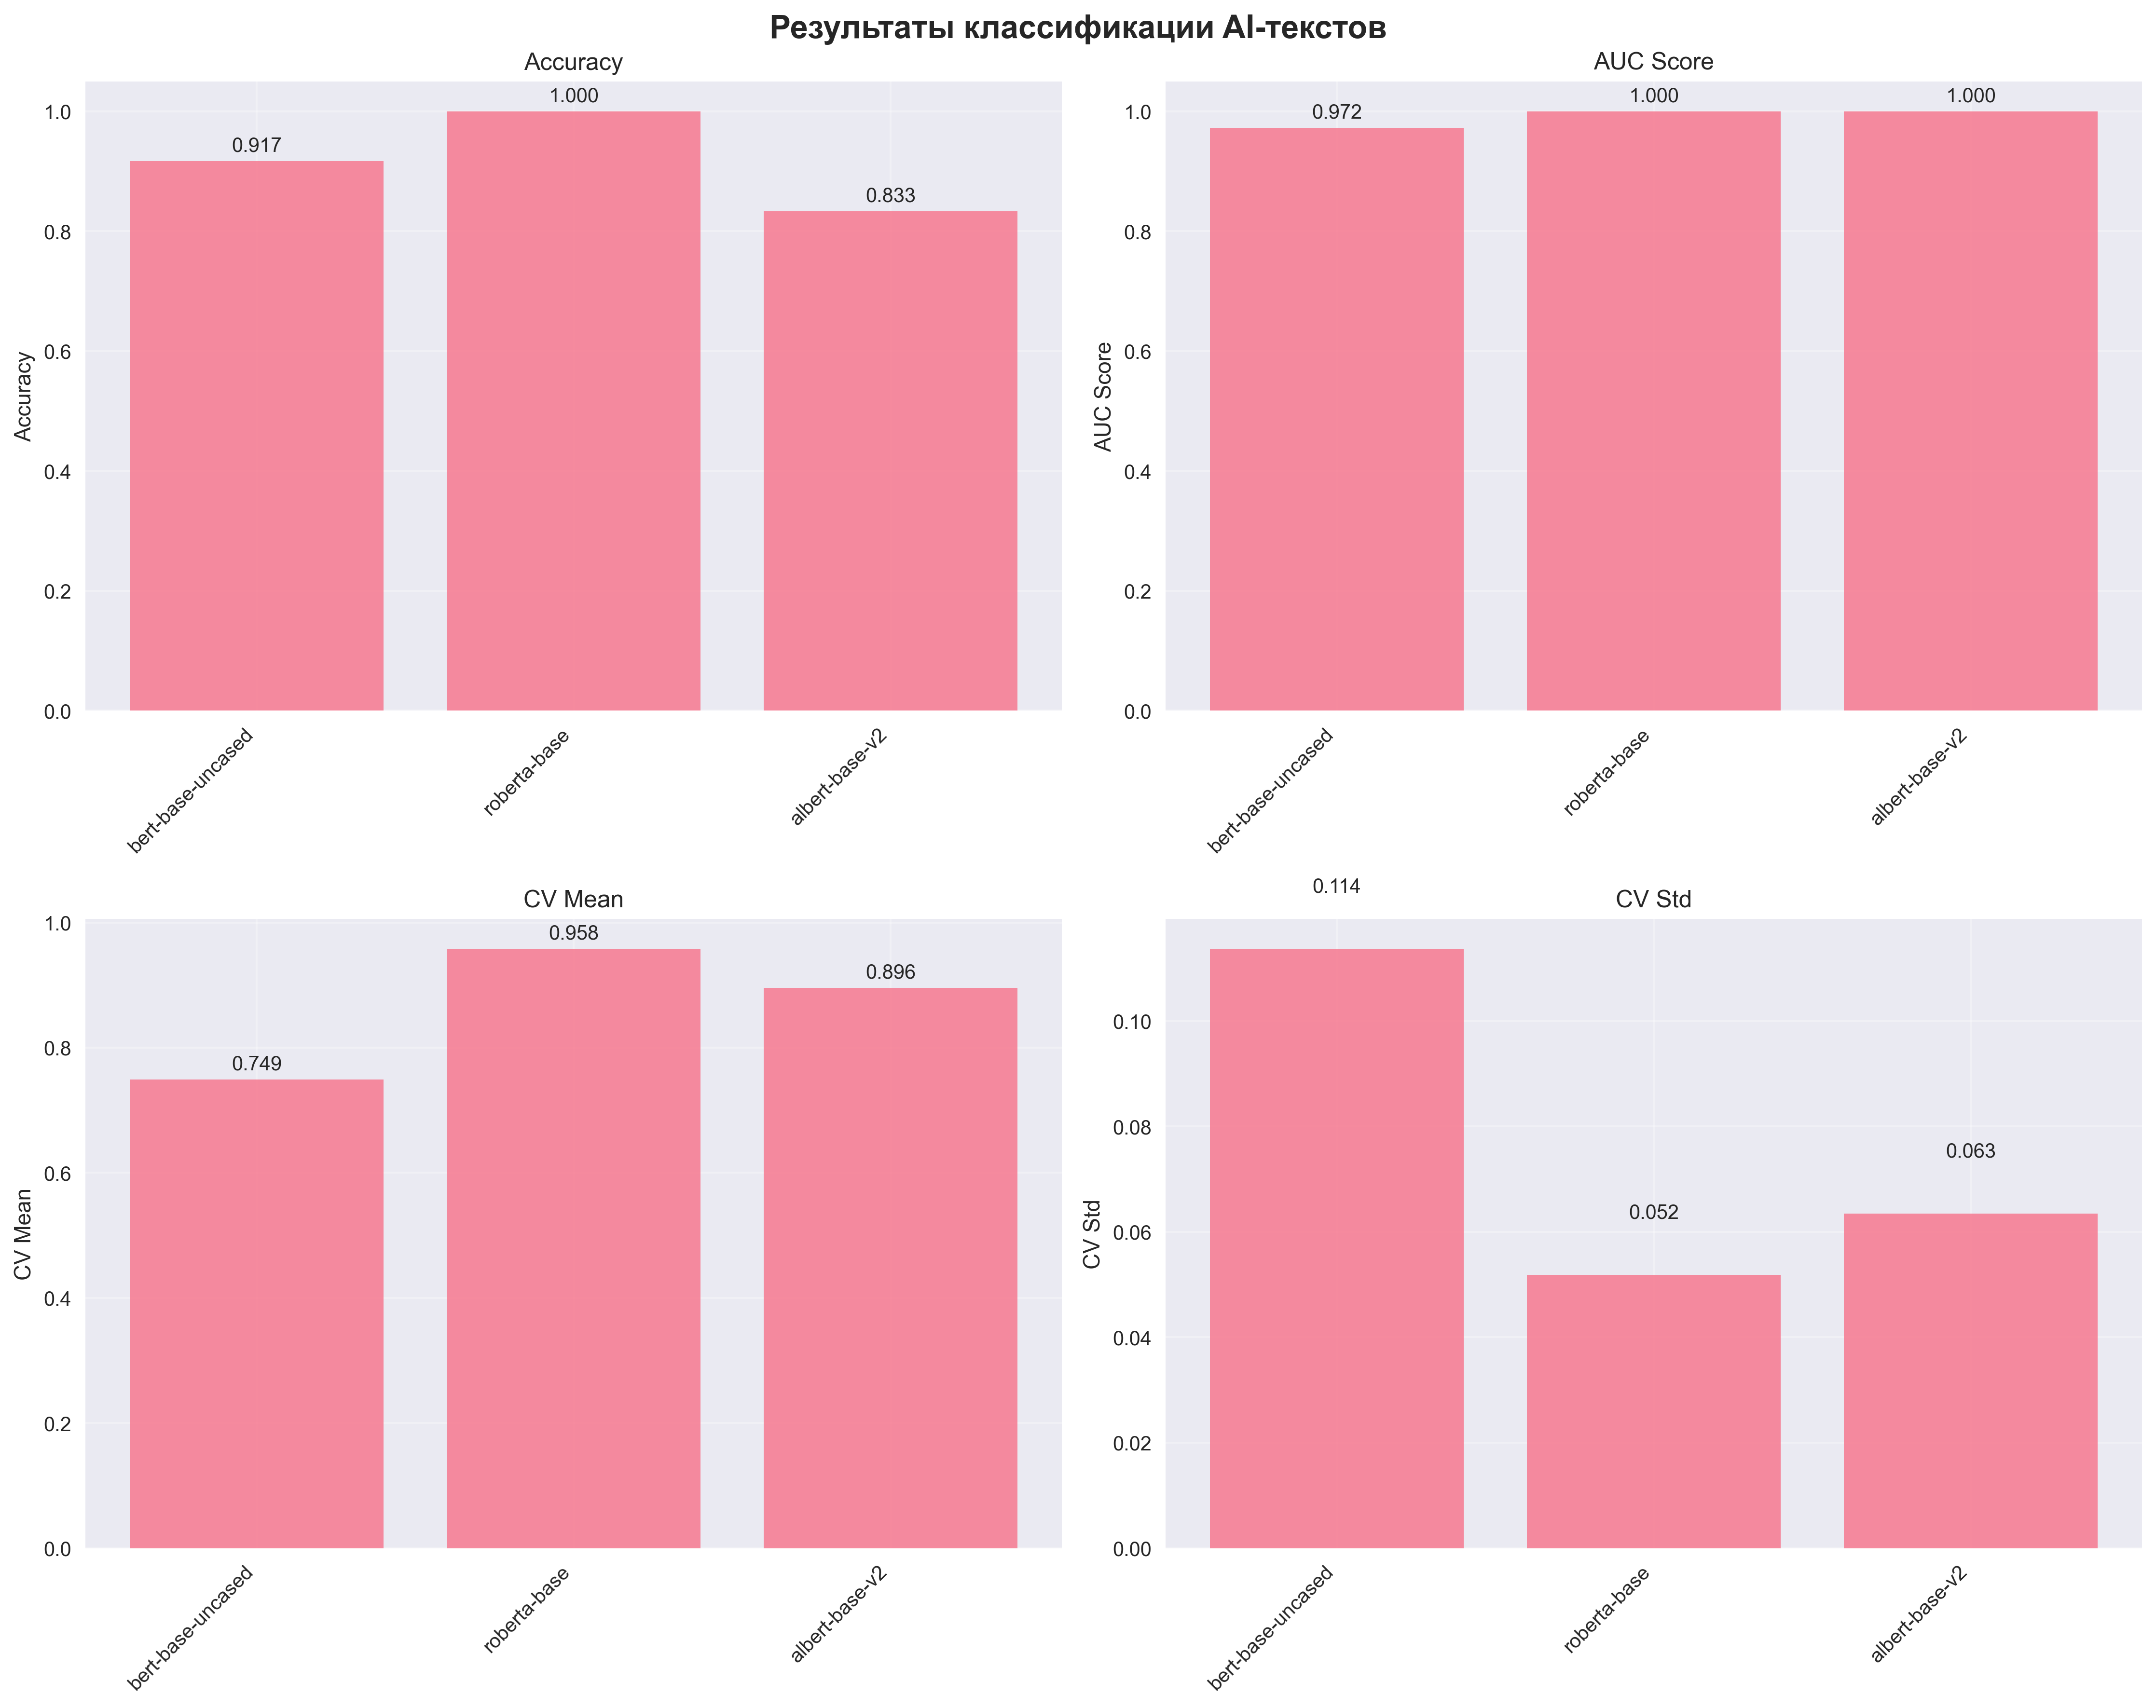 Результаты классификации AI-текстов
Accuracy
Accuracy
1.0
0.8
0.6
0.4
0.2
0.0
0.917
1.000
0.833
bert-base-uncased
roberta-base
albert-base-v2
AUC Score
AUC Score
1.0
0.8
0.6
0.4
0.2
0.0
0.972
1.000
1.000
bert-base-uncased
roberta-base
albert-base-v2
CV Mean
CV Mean
1.0
0.8
0.6
0.4
0.2
0.0
0.749
0.958
0.896
bert-base-uncased
roberta-base
albert-base-v2
CV Std
CV Std
0.10
0.08
0.06
0.04
0.02
0.00
0.114
0.052
0.063
bert-base-uncased
roberta-base
albert-base-v2